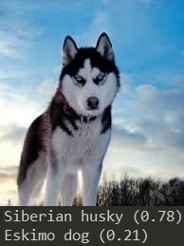 Siberian husky (0.78)
Eskimo dog (0.21)